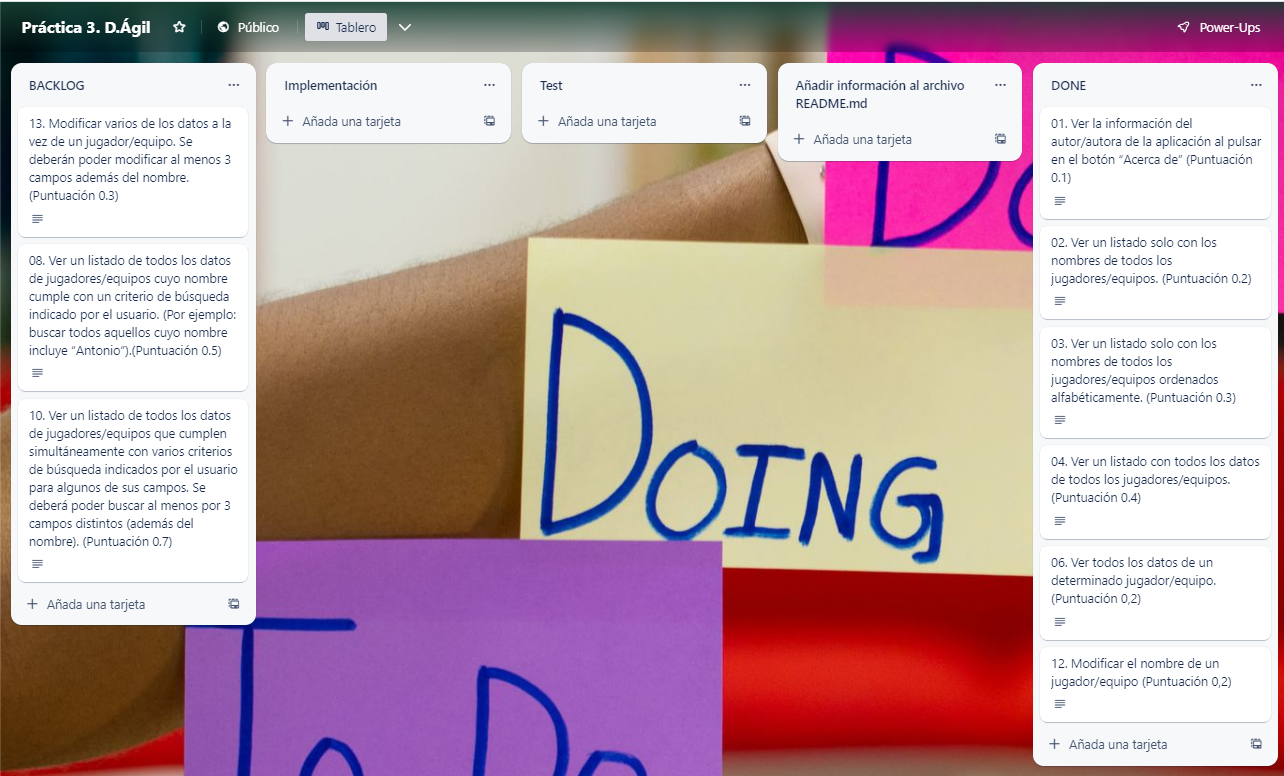 Práctica 3. D.Ágil
Público
Tablero
Power-Ups
BACKLOG
13. Modificar varios de los datos a la
vez de un jugador/equipo. Se
deberán poder modificar al menos 3
campos además del nombre.
(Puntuación 0.3)
08. Ver un listado de todos los datos
de jugadores/equipos cuyo nombre
cumple con un criterio de búsqueda
indicado por el usuario. (Por ejemplo:
buscar todos aquellos cuyo nombre
incluye “Antonio”).(Puntuación 0.5)
10. Ver un listado de todos los datos
de jugadores/equipos que cumplen
simultáneamente con varios criterios
de búsqueda indicados por el usuario
para algunos de sus campos. Se
deberá poder buscar al menos por 3
campos distintos (además del
nombre). (Puntuación 0.7)
Añada una tarjeta
Implementación
Añada una tarjeta
Test
Añada una tarjeta
Añadir información al archivo
README.md
Añada una tarjeta
DONE
01. Ver la información del
autor/autora de la aplicación al pulsar
en el botón “Acerca de” (Puntuación
0.1)
02. Ver un listado solo con los
nombres de todos los
jugadores/equipos. (Puntuación 0.2)
03. Ver un listado solo con los
nombres de todos los
jugadores/equipos ordenados
alfabéticamente. (Puntuación 0.3)
04. Ver un listado con todos los datos
de todos los jugadores/equipos.
(Puntuación 0.4)
06. Ver todos los datos de un
determinado jugador/equipo.
(Puntuación 0,2)
12. Modificar el nombre de un
jugador/equipo (Puntuación 0,2)
Añada una tarjeta
DOING
To Do